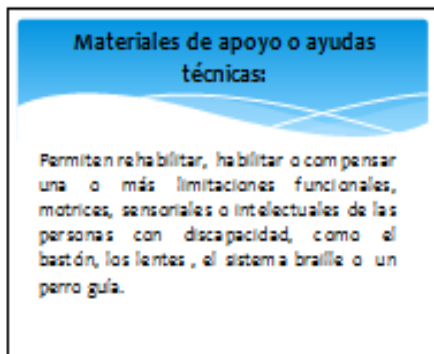 Materiales de apoyo o ayudas
técnicas:
Permiten rehabilitar, habilitar o compensar
una o más limitaciones funcionales,
motrices, sensoriales o intelectuales de las
personas con discapacidad, como el
bastón, los lentes , el sistema braille o un
perro guía.